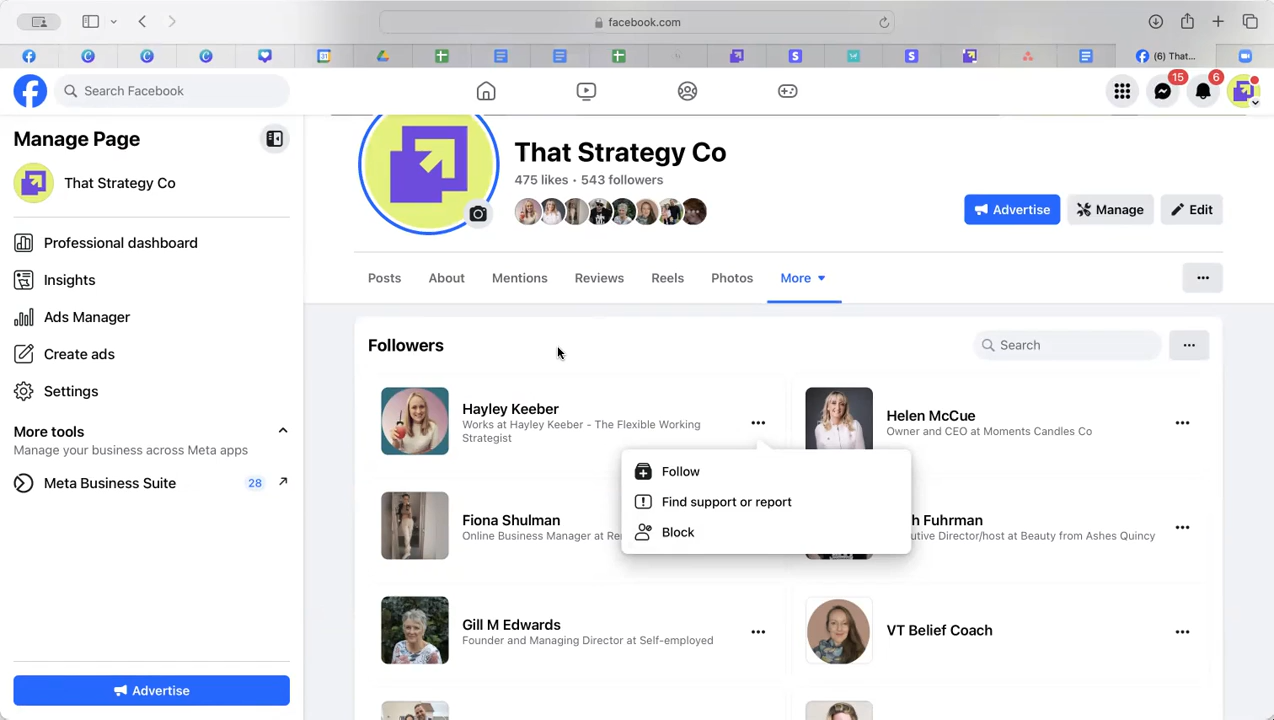 facebook.com
(6) That...
Search Facebook
15
6
Manage Page
That Strategy Co
Professional dashboard
Insights
Ads Manager
Create ads
Settings
More tools
Manage your business across Meta apps
Meta Business Suite
28
Advertise
That Strategy Co
475 likes • 543 followers
Advertise
Manage
Edit
Posts
About
Mentions
Reviews
Reels
Photos
More
Followers
Search
Hayley Keeber
Works at Hayley Keeber - The Flexible Working
Strategist
Helen McCue
Owner and CEO at Moments Candles Co
Follow
Find support or report
Block
Fiona Shulman
Online Business Manager at
h Fuhrman
utive Director/host at Beauty from Ashes Quincy
Gill M Edwards
Founder and Managing Director at Self-employed
VT Belief Coach